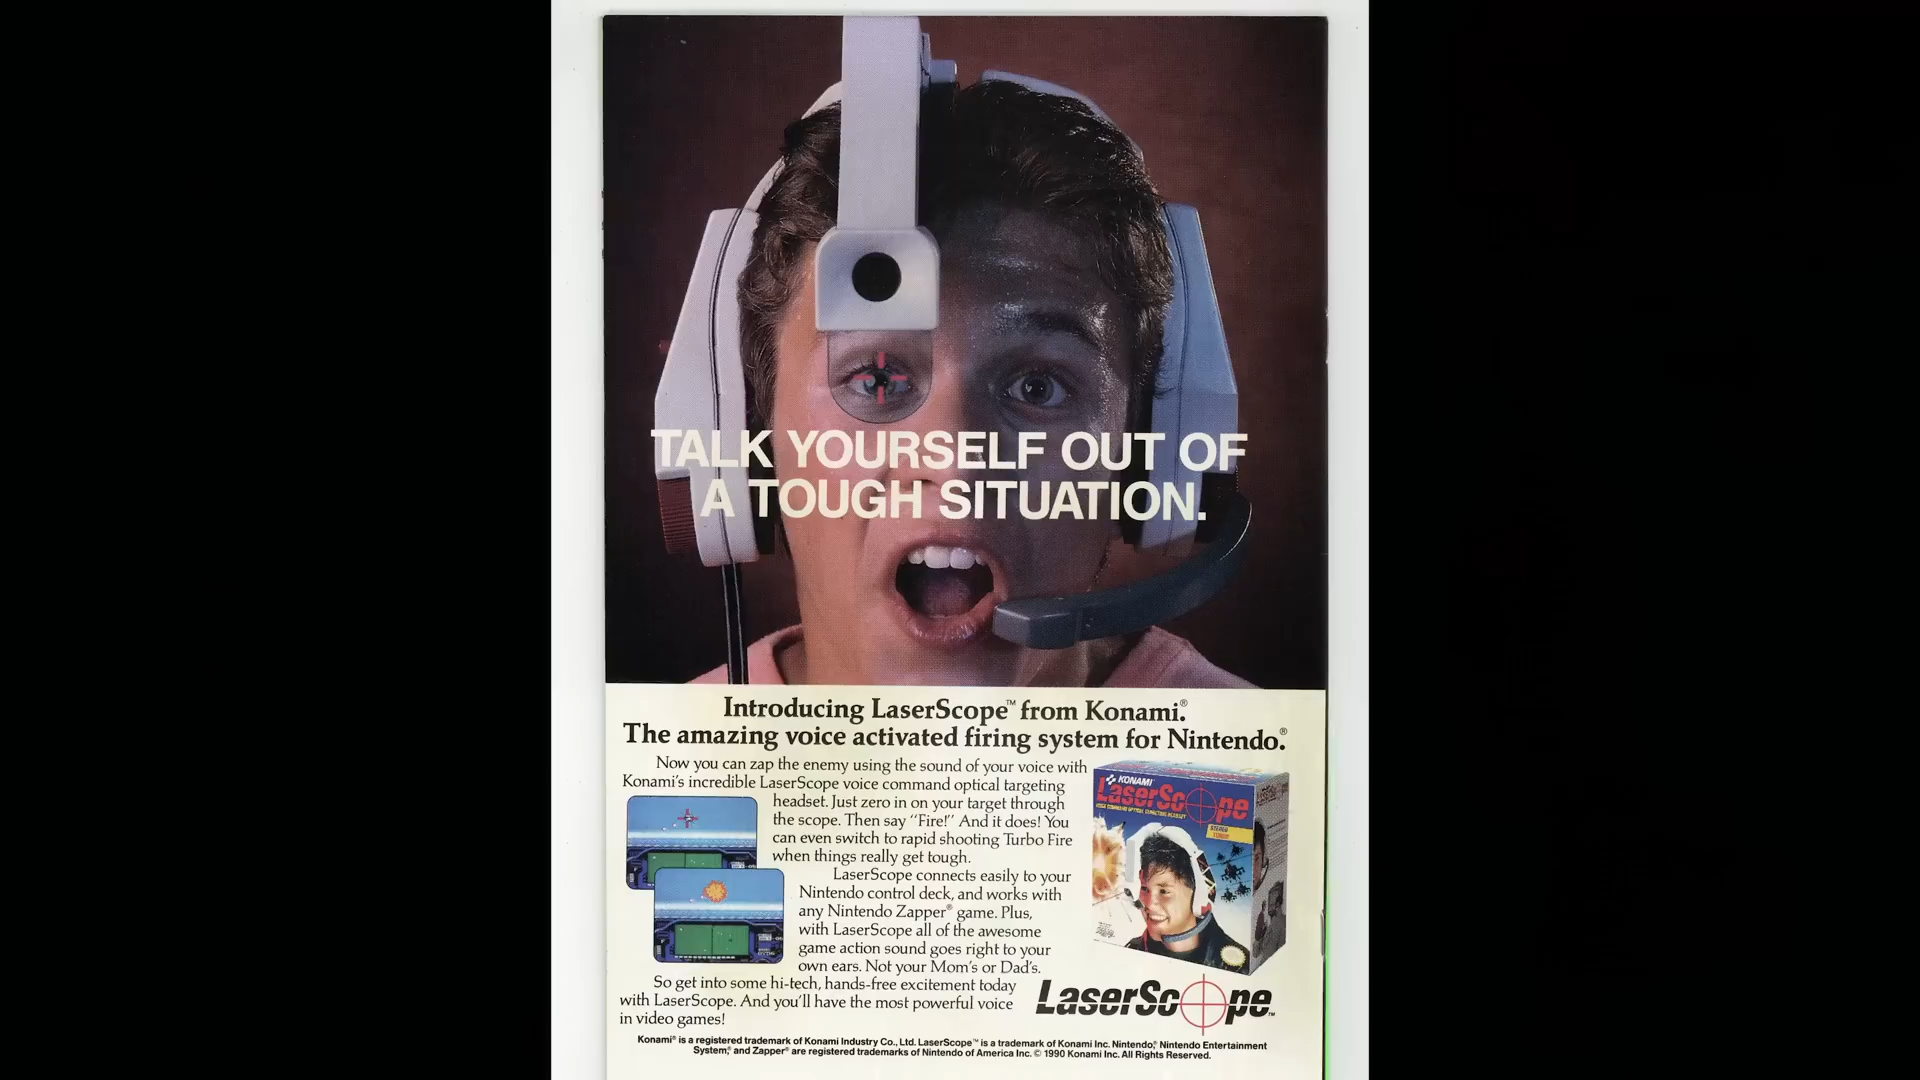 TALK YOURSELF OUT OF
A TOUGH SITUATION.
Introducing LaserScope™ from Konami.®
The amazing voice activated firing system for Nintendo.®
Now you can zap the enemy using the sound of your voice with
Konami's incredible LaserScope voice command optical targeting
headset. Just zero in on your target through
the scope. Then say "Fire!" And it does! You
can even switch to rapid shooting Turbo Fire
when things really get tough.
LaserScope connects easily to your
Nintendo control deck, and works with
any Nintendo Zapper® game. Plus,
with LaserScope all of the awesome
game action sound goes right to your
own ears. Not your Mom's or Dad's.
So get into some hi-tech, hands-free excitement today
with LaserScope. And you'll have the most powerful voice
in video games!
KONAMI
LaserScope
VOICE COMMAND OPTICAL TARGETING HEADSET
STEREO
LaserScope™
Konami® is a registered trademark of Konami Industry Co., Ltd. LaserScope™ is a trademark of Konami Inc. Nintendo,® Nintendo Entertainment
System,® and Zapper® are registered trademarks of Nintendo of America Inc. © 1990 Konami Inc. All Rights Reserved.